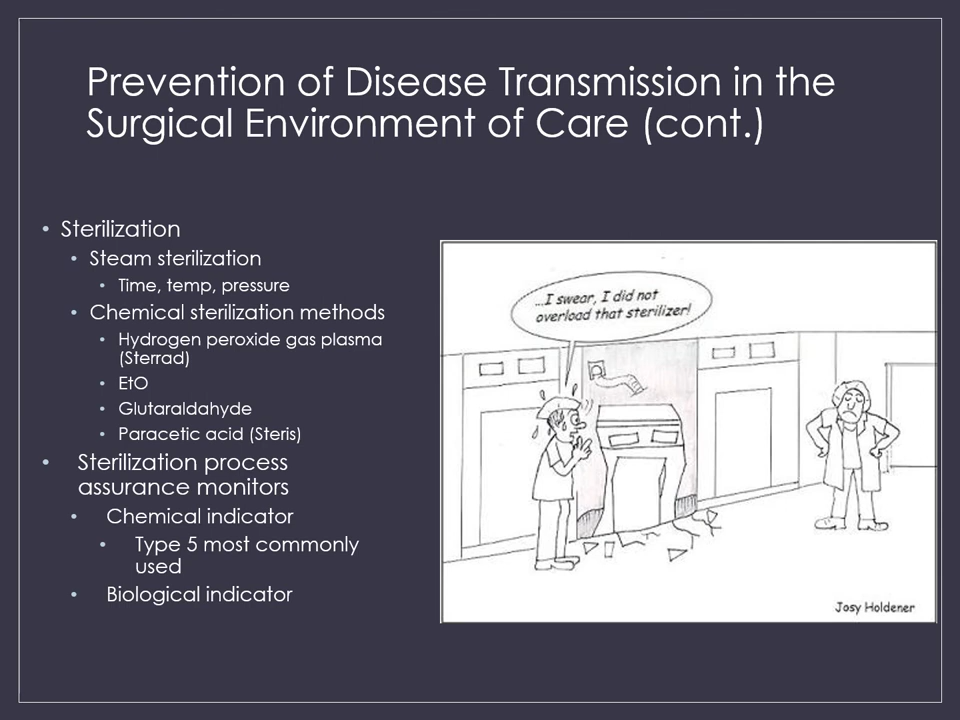 Prevention of Disease Transmission in the
Surgical Environment of Care (cont.)
• Sterilization
• Steam sterilization
• Time, temp, pressure
• Chemical sterilization methods
• Hydrogen peroxide gas plasma
(Sterrad)
• EtO
• Glutaraldahyde
• Paracetic acid (Steris)
• Sterilization process
assurance monitors
• Chemical indicator
• Type 5 most commonly
used
• Biological indicator
...I swear, I did not
overload that sterilizer!
Josy Holdener